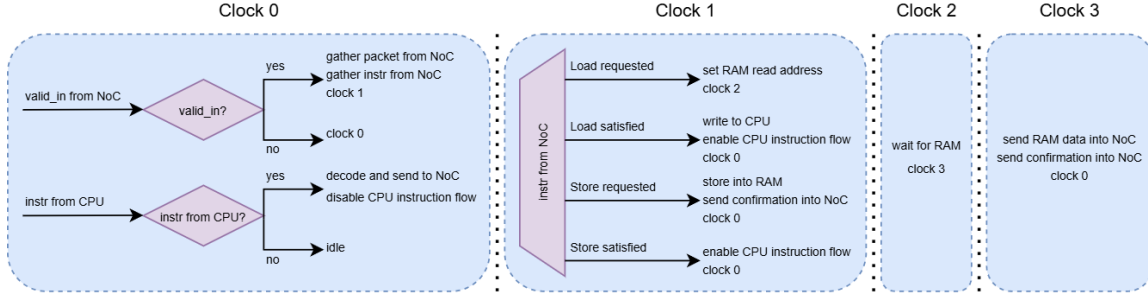 Clock 0
valid_in from NoC
valid_in?
yes
gather packet from NoC
gather instr from NoC
clock 1
clock 0
no
instr from CPU
instr from CPU?
yes
decode and send to NoC
disable CPU instruction flow
idle
no
Clock 1
instr from NoC
Load requested
set RAM read address
clock 2
Load satisfied
write to CPU
enable CPU instruction flow
clock 0
Store requested
store into RAM
send confirmation into NoC
clock 0
Store satisfied
enable CPU instruction flow
clock 0
Clock 2
wait for RAM
clock 3
Clock 3
send RAM data into NoC
send confirmation into NoC
clock 0